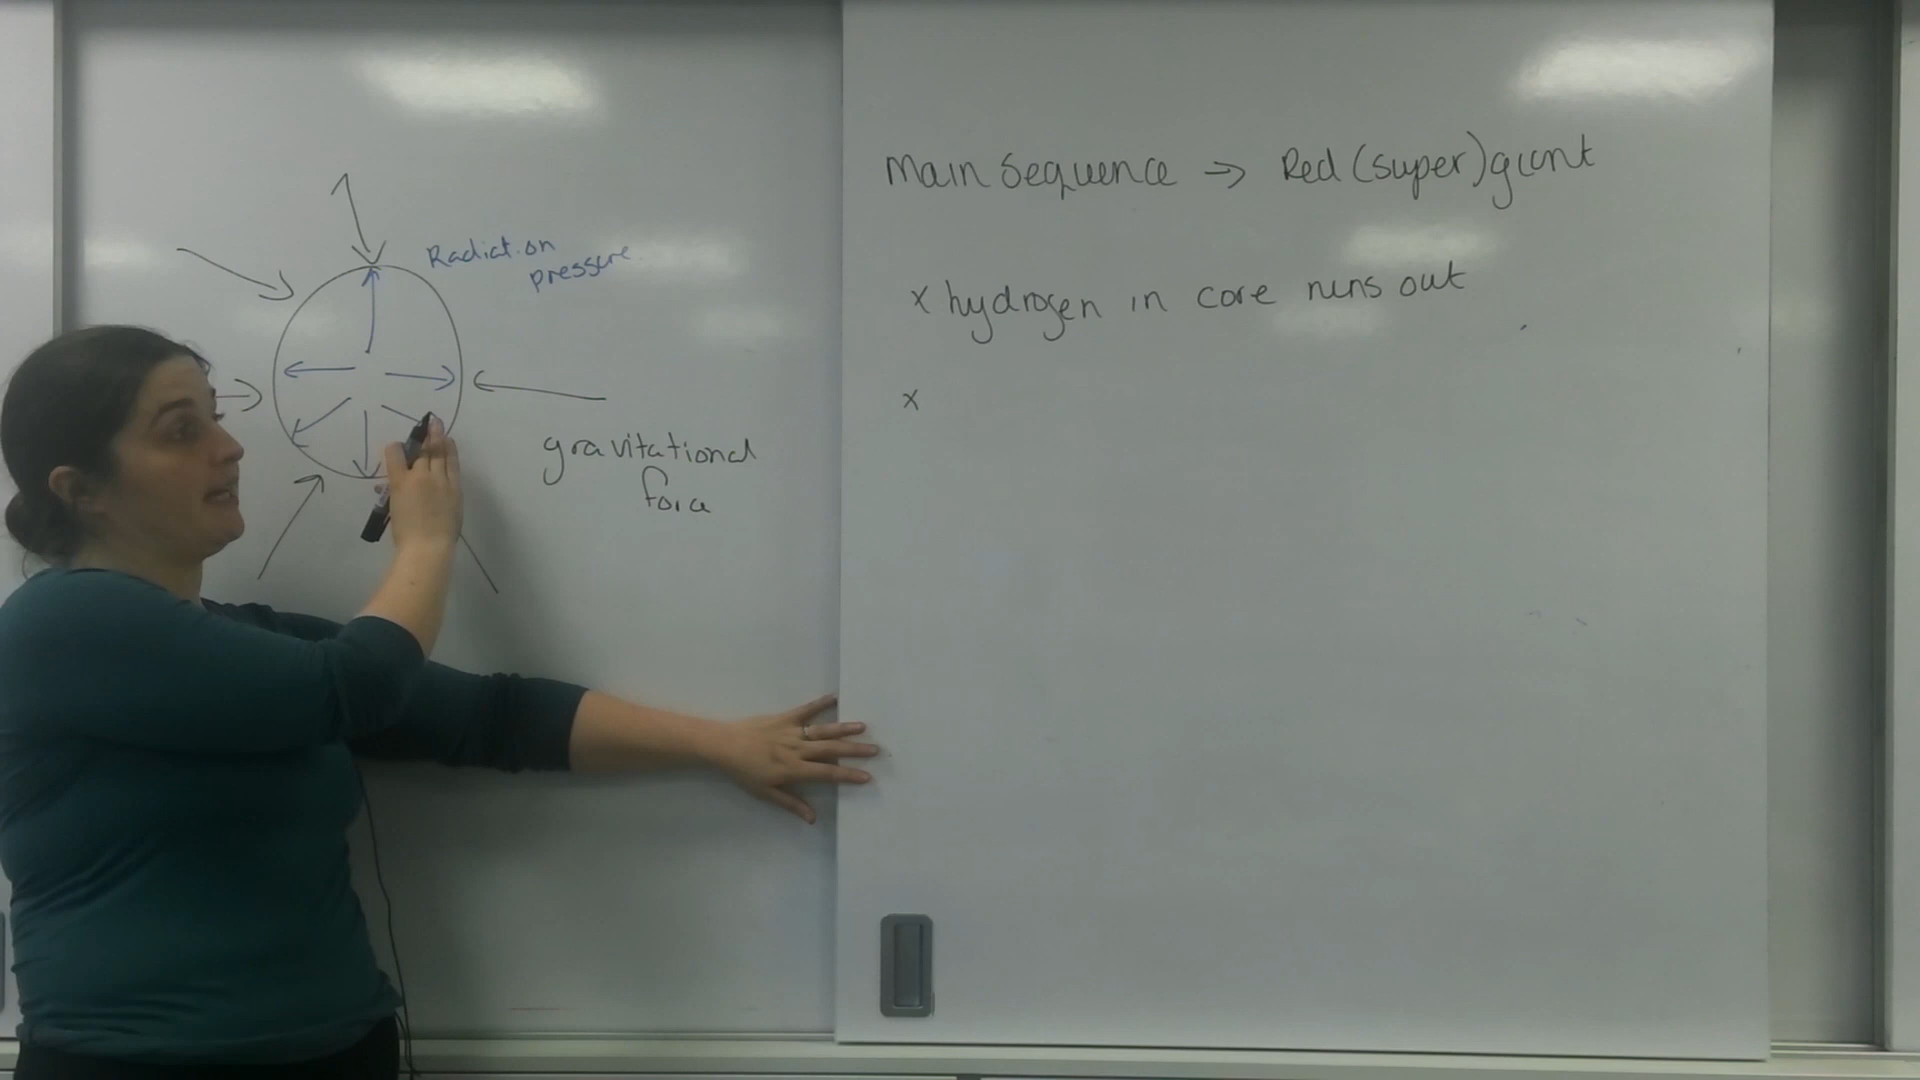 Radiation
pressure
gravitational
force
Main Sequence → Red (super)giant
x hydrogen in core runs out
x